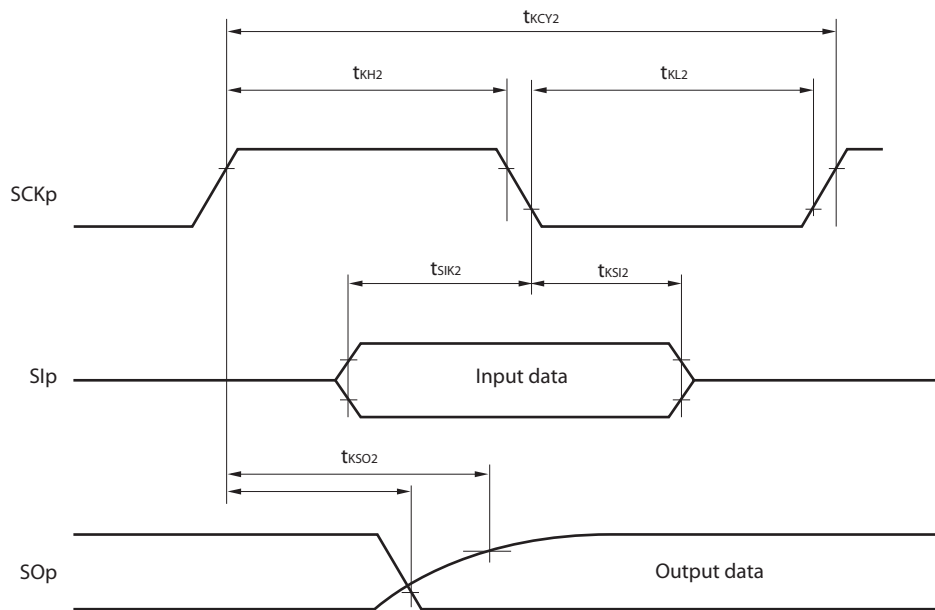 tKCY2
tKH2
tKL2
SCKp
tSIK2
tKSI2
SIp
Input data
tKSO2
SOp
Output data